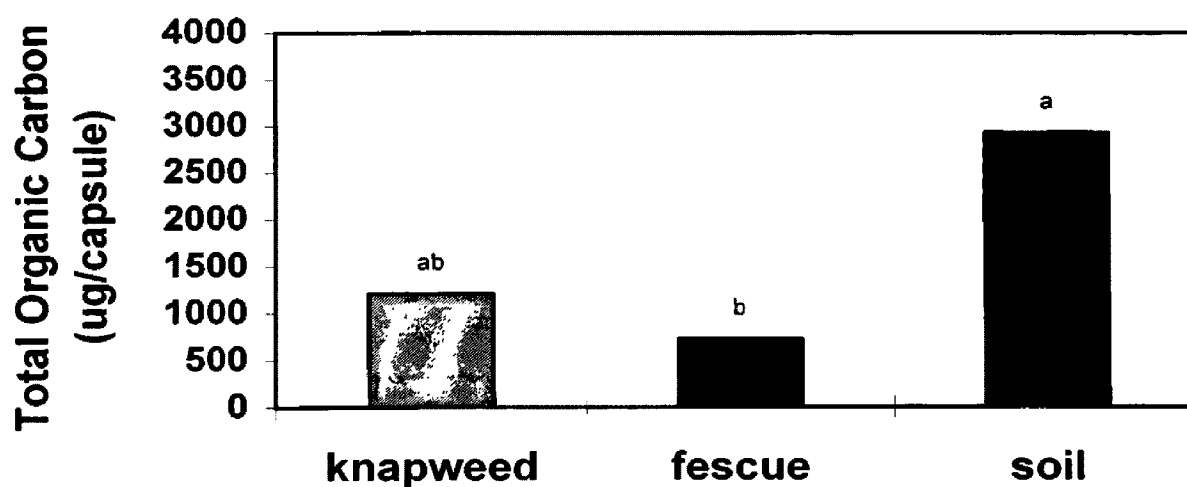 Total Organic Carbon
(ug/capsule)
4000
3500
3000
2500
2000
1500
1000
500
0
ab
b
a
knapweed fescue soil